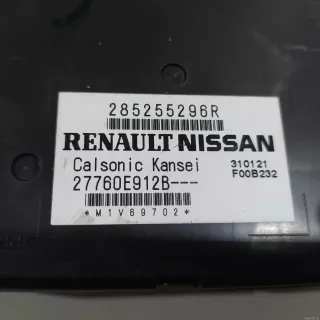 285255296R
RENAULT NISSAN
Calsonic Kansei 310121
27760E912B--- F00B232
*M1V69702*